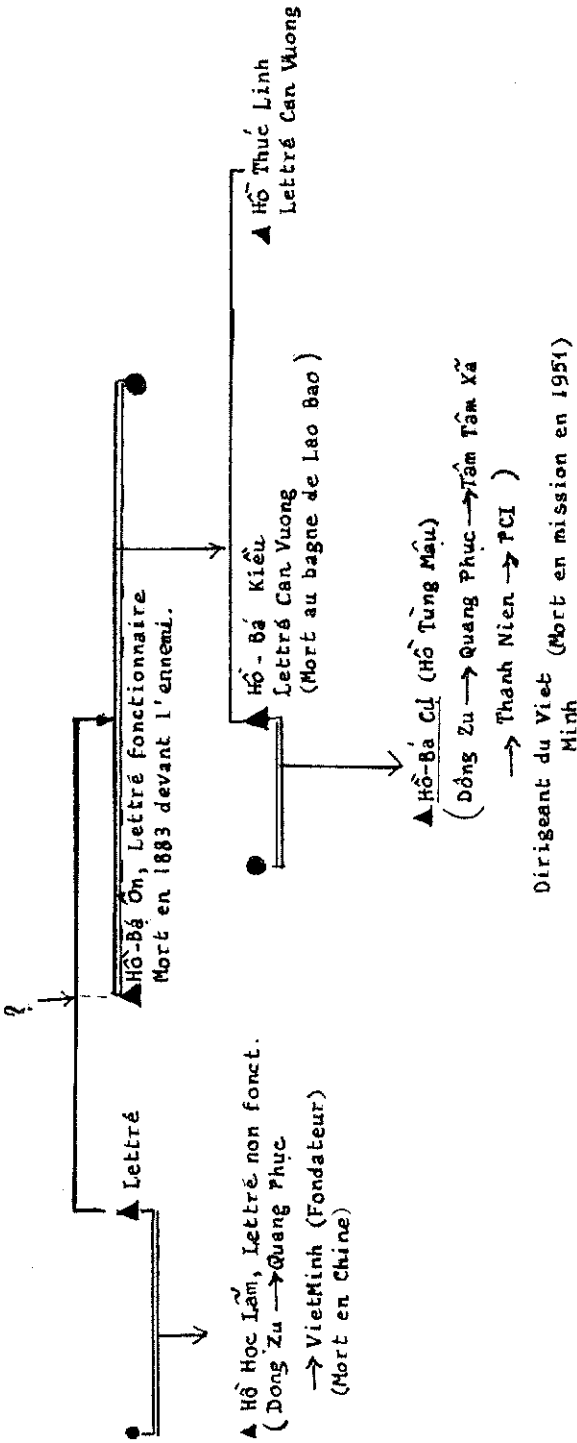 ?
▲ Lettré
▲ Hồ-Bá Ôn, Lettré fonctionnaire
Mort en 1883 devant l'ennemi.
▲ Hồ Học Lãm, Lettré non fonct.
(Dong Zu → Quang Phục
→ VietMinh (Fondateur)
(Mort en Chine)
▲ Hồ-Bá Kiều
Lettré Can Vuong
(Mort au bagne de Lao Bao)
▲ Hồ Thúc Linh
Lettré Can Vuong
▲ Hồ-Bá Cự (Hồ Tùng Mậu)
(Dông Zu → Quang Phục → Tâm Tâm Xã
→ Thanh Nien → PCI )
Dirigeant du Viet (Mort en mission en 1951)
Minh